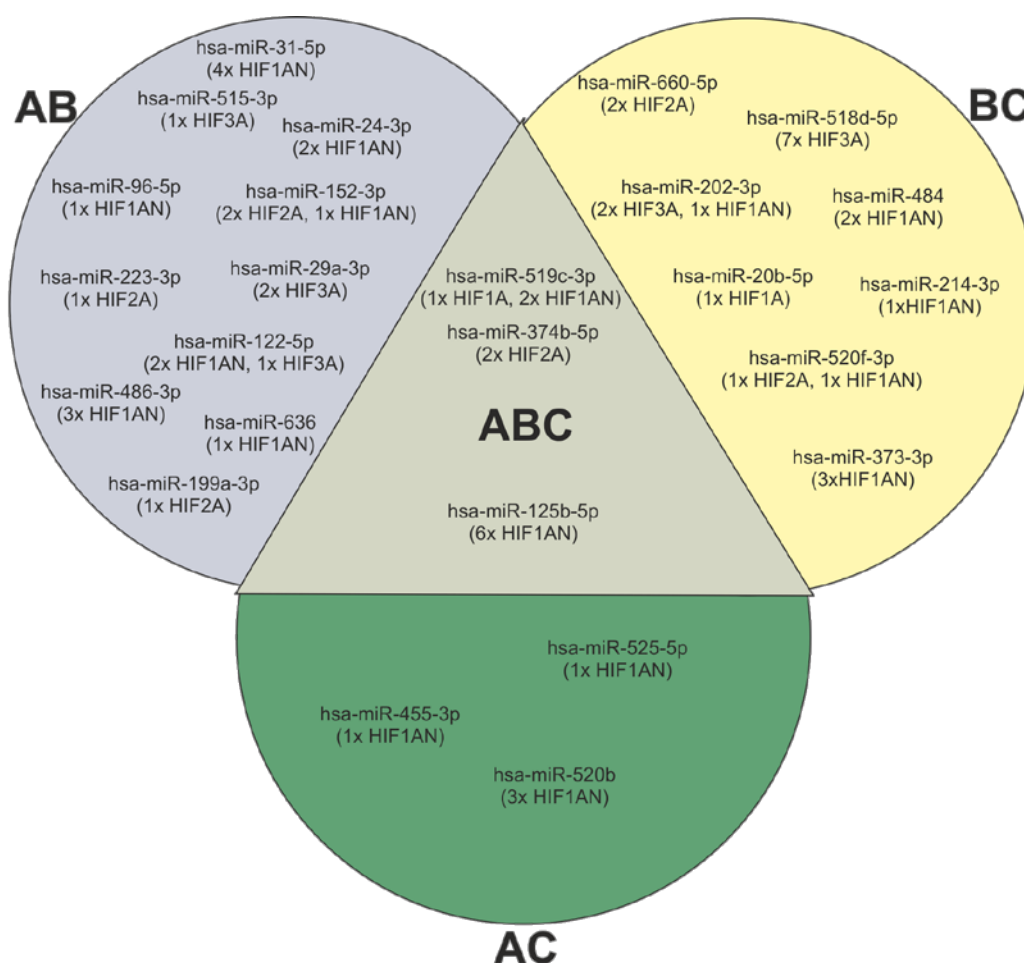 AB
hsa-miR-31-5p
(4x HIF1AN)
hsa-miR-515-3p
(1x HIF3A)
hsa-miR-24-3p
(2x HIF1AN)
hsa-miR-96-5p
(1x HIF1AN)
hsa-miR-152-3p
(2x HIF2A, 1x HIF1AN)
hsa-miR-223-3p
(1x HIF2A)
hsa-miR-29a-3p
(2x HIF3A)
hsa-miR-122-5p
(2x HIF1AN, 1x HIF3A)
hsa-miR-486-3p
(3x HIF1AN)
hsa-miR-636
(1x HIF1AN)
hsa-miR-199a-3p
(1x HIF2A)
BC
hsa-miR-660-5p
(2x HIF2A)
hsa-miR-518d-5p
(7x HIF3A)
hsa-miR-202-3p
(2x HIF3A, 1x HIF1AN)
hsa-miR-484
(2x HIF1AN)
hsa-miR-20b-5p
(1x HIF1A)
hsa-miR-214-3p
(1xHIF1AN)
hsa-miR-520f-3p
(1x HIF2A, 1x HIF1AN)
hsa-miR-373-3p
(3xHIF1AN)
hsa-miR-519c-3p
(1x HIF1A, 2x HIF1AN)
hsa-miR-374b-5p
(2x HIF2A)
ABC
hsa-miR-125b-5p
(6x HIF1AN)
hsa-miR-525-5p
(1x HIF1AN)
hsa-miR-455-3p
(1x HIF1AN)
hsa-miR-520b
(3x HIF1AN)
AC